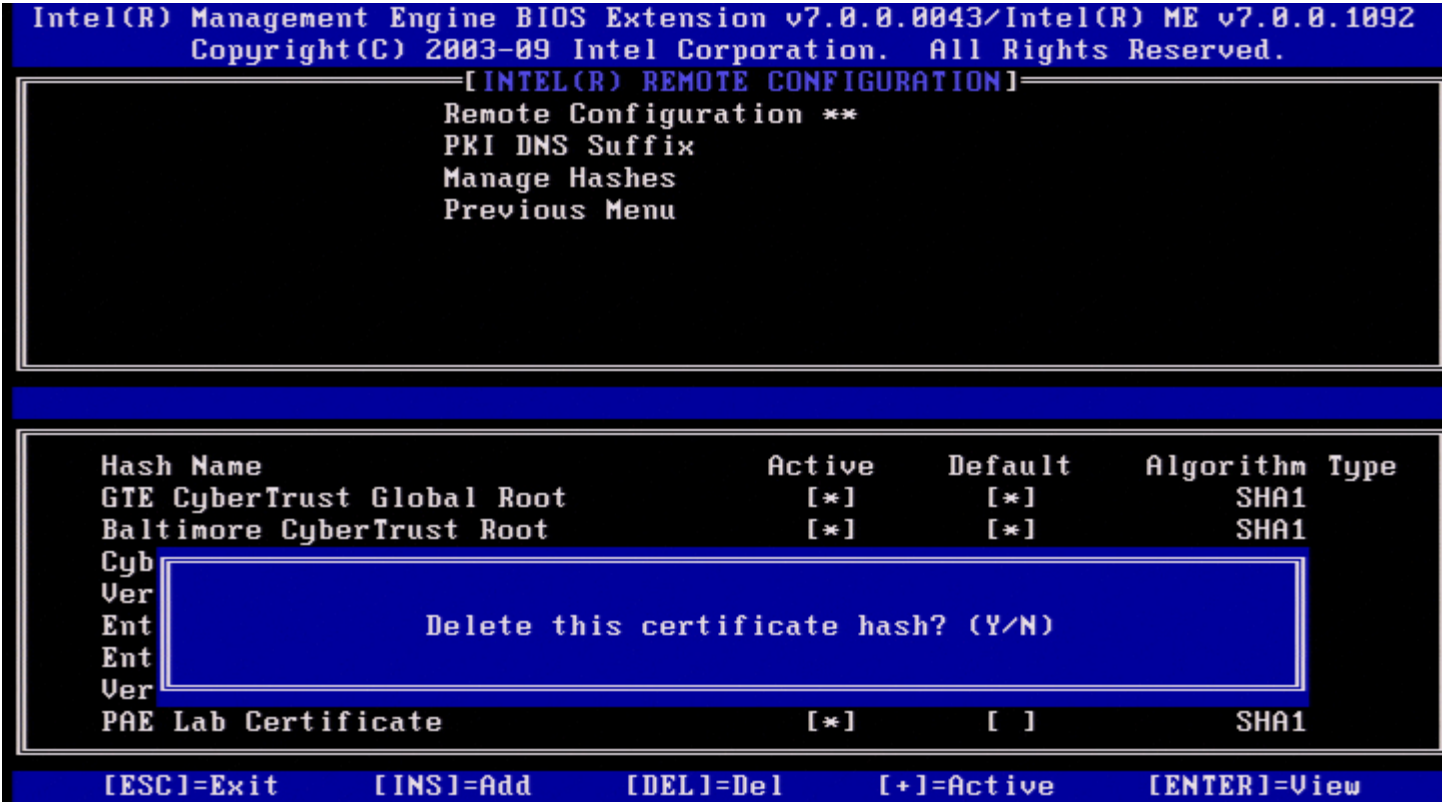 Intel(R) Management Engine BIOS Extension v7.0.0.0043/Intel(R) ME v7.0.0.1092
Copyright(C) 2003-09 Intel Corporation. All Rights Reserved.
[INTEL(R) REMOTE CONFIGURATION]
Remote Configuration **
PKI DNS Suffix
Manage Hashes
Previous Menu
Hash Name Active Default Algorithm Type
GTE CyberTrust Global Root [*] [*] SHA1
Baltimore CyberTrust Root [*] [*] SHA1
Cyb
Ver
Ent
Delete this certificate hash? (Y/N)
Ent
Ver
PAE Lab Certificate [*] [ ] SHA1
[ESC]=Exit [INS]=Add [DEL]=Del [+]=Active [ENTER]=View